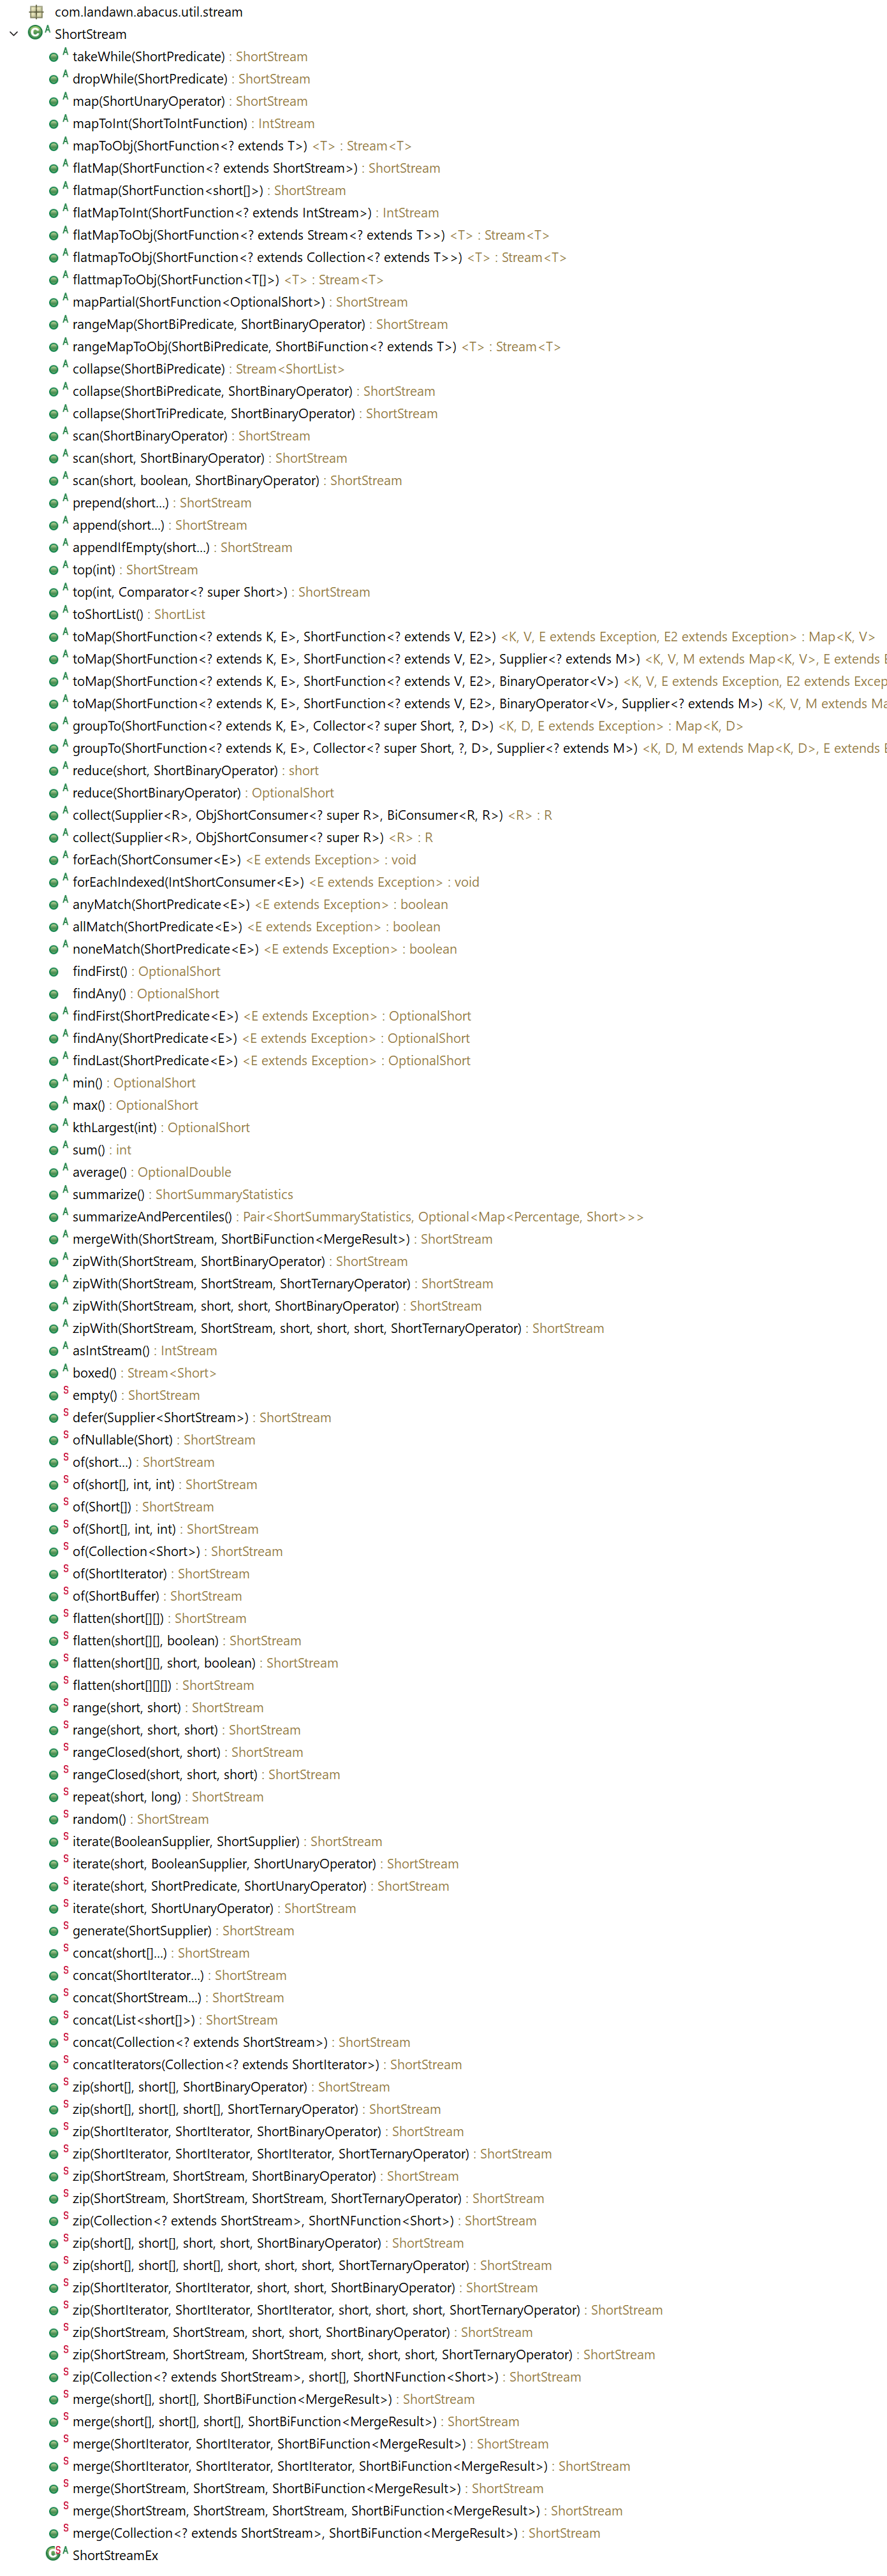 com.landawn.abacus.util.stream
ShortStream
takeWhile(ShortPredicate) : ShortStream
dropWhile(ShortPredicate) : ShortStream
map(ShortUnaryOperator) : ShortStream
mapToInt(ShortToIntFunction) : IntStream
mapToObj(ShortFunction<? extends T>) <T> : Stream<T>
flatMap(ShortFunction<? extends ShortStream>) : ShortStream
flatmap(ShortFunction<short[]>) : ShortStream
flatMapToInt(ShortFunction<? extends IntStream>) : IntStream
flatMapToObj(ShortFunction<? extends Stream<? extends T>>) <T> : Stream<T>
flatmapToObj(ShortFunction<? extends Collection<? extends T>>) <T> : Stream<T>
flattmapToObj(ShortFunction<T[]>) <T> : Stream<T>
mapPartial(ShortFunction<OptionalShort>) : ShortStream
rangeMap(ShortBiPredicate, ShortBinaryOperator) : ShortStream
rangeMapToObj(ShortBiPredicate, ShortBiFunction<? extends T>) <T> : Stream<T>
collapse(ShortBiPredicate) : Stream<ShortList>
collapse(ShortBiPredicate, ShortBinaryOperator) : ShortStream
collapse(ShortTriPredicate, ShortBinaryOperator) : ShortStream
scan(ShortBinaryOperator) : ShortStream
scan(short, ShortBinaryOperator) : ShortStream
scan(short, boolean, ShortBinaryOperator) : ShortStream
prepend(short...) : ShortStream
append(short...) : ShortStream
appendIfEmpty(short...) : ShortStream
top(int) : ShortStream
top(int, Comparator<? super Short>) : ShortStream
toShortList() : ShortList
toMap(ShortFunction<? extends K, E>, ShortFunction<? extends V, E2>) <K, V, E extends Exception, E2 extends Exception> : Map<K, V>
toMap(ShortFunction<? extends K, E>, ShortFunction<? extends V, E2>, Supplier<? extends M>) <K, V, M extends Map<K, V>, E extends E
toMap(ShortFunction<? extends K, E>, ShortFunction<? extends V, E2>, BinaryOperator<V>) <K, V, E extends Exception, E2 extends Excep
toMap(ShortFunction<? extends K, E>, ShortFunction<? extends V, E2>, BinaryOperator<V>, Supplier<? extends M>) <K, V, M extends Ma
groupTo(ShortFunction<? extends K, E>, Collector<? super Short, ?, D>) <K, D, E extends Exception> : Map<K, D>
groupTo(ShortFunction<? extends K, E>, Collector<? super Short, ?, D>, Supplier<? extends M>) <K, D, M extends Map<K, D>, E extends E
reduce(short, ShortBinaryOperator) : short
reduce(ShortBinaryOperator) : OptionalShort
collect(Supplier<R>, ObjShortConsumer<? super R>, BiConsumer<R, R>) <R> : R
collect(Supplier<R>, ObjShortConsumer<? super R>) <R> : R
forEach(ShortConsumer<E>) <E extends Exception> : void
forEachIndexed(IntShortConsumer<E>) <E extends Exception> : void
anyMatch(ShortPredicate<E>) <E extends Exception> : boolean
allMatch(ShortPredicate<E>) <E extends Exception> : boolean
noneMatch(ShortPredicate<E>) <E extends Exception> : boolean
findFirst() : OptionalShort
findAny() : OptionalShort
findFirst(ShortPredicate<E>) <E extends Exception> : OptionalShort
findAny(ShortPredicate<E>) <E extends Exception> : OptionalShort
findLast(ShortPredicate<E>) <E extends Exception> : OptionalShort
min() : OptionalShort
max() : OptionalShort
kthLargest(int) : OptionalShort
sum() : int
average() : OptionalDouble
summarize() : ShortSummaryStatistics
summarizeAndPercentiles() : Pair<ShortSummaryStatistics, Optional<Map<Percentage, Short>>>
mergeWith(ShortStream, ShortBiFunction<MergeResult>) : ShortStream
zipWith(ShortStream, ShortBinaryOperator) : ShortStream
zipWith(ShortStream, ShortStream, ShortTernaryOperator) : ShortStream
zipWith(ShortStream, short, short, ShortBinaryOperator) : ShortStream
zipWith(ShortStream, ShortStream, short, short, short, ShortTernaryOperator) : ShortStream
asIntStream() : IntStream
boxed() : Stream<Short>
empty() : ShortStream
defer(Supplier<ShortStream>) : ShortStream
ofNullable(Short) : ShortStream
of(short...) : ShortStream
of(short[], int, int) : ShortStream
of(Short[]) : ShortStream
of(Short[], int, int) : ShortStream
of(Collection<Short>) : ShortStream
of(ShortIterator) : ShortStream
of(ShortBuffer) : ShortStream
flatten(short[][]) : ShortStream
flatten(short[][], boolean) : ShortStream
flatten(short[][], short, boolean) : ShortStream
flatten(short[][][]) : ShortStream
range(short, short) : ShortStream
range(short, short, short) : ShortStream
rangeClosed(short, short) : ShortStream
rangeClosed(short, short, short) : ShortStream
repeat(short, long) : ShortStream
random() : ShortStream
iterate(BooleanSupplier, ShortSupplier) : ShortStream
iterate(short, BooleanSupplier, ShortUnaryOperator) : ShortStream
iterate(short, ShortPredicate, ShortUnaryOperator) : ShortStream
iterate(short, ShortUnaryOperator) : ShortStream
generate(ShortSupplier) : ShortStream
concat(short[]...) : ShortStream
concat(ShortIterator...) : ShortStream
concat(ShortStream...) : ShortStream
concat(List<short[]>) : ShortStream
concat(Collection<? extends ShortStream>) : ShortStream
concatIterators(Collection<? extends ShortIterator>) : ShortStream
zip(short[], short[], ShortBinaryOperator) : ShortStream
zip(short[], short[], short[], ShortTernaryOperator) : ShortStream
zip(ShortIterator, ShortIterator, ShortBinaryOperator) : ShortStream
zip(ShortIterator, ShortIterator, ShortIterator, ShortTernaryOperator) : ShortStream
zip(ShortStream, ShortStream, ShortBinaryOperator) : ShortStream
zip(ShortStream, ShortStream, ShortStream, ShortTernaryOperator) : ShortStream
zip(Collection<? extends ShortStream>, ShortNFunction<Short>) : ShortStream
zip(short[], short[], short, short, ShortBinaryOperator) : ShortStream
zip(short[], short[], short[], short, short, short, ShortTernaryOperator) : ShortStream
zip(ShortIterator, ShortIterator, short, short, ShortBinaryOperator) : ShortStream
zip(ShortIterator, ShortIterator, ShortIterator, short, short, short, ShortTernaryOperator) : ShortStream
zip(ShortStream, ShortStream, short, short, ShortBinaryOperator) : ShortStream
zip(ShortStream, ShortStream, ShortStream, short, short, short, ShortTernaryOperator) : ShortStream
zip(Collection<? extends ShortStream>, short[], ShortNFunction<Short>) : ShortStream
merge(short[], short[], ShortBiFunction<MergeResult>) : ShortStream
merge(short[], short[], short[], ShortBiFunction<MergeResult>) : ShortStream
merge(ShortIterator, ShortIterator, ShortBiFunction<MergeResult>) : ShortStream
merge(ShortIterator, ShortIterator, ShortIterator, ShortBiFunction<MergeResult>) : ShortStream
merge(ShortStream, ShortStream, ShortBiFunction<MergeResult>) : ShortStream
merge(ShortStream, ShortStream, ShortStream, ShortBiFunction<MergeResult>) : ShortStream
merge(Collection<? extends ShortStream>, ShortBiFunction<MergeResult>) : ShortStream
ShortStreamEx